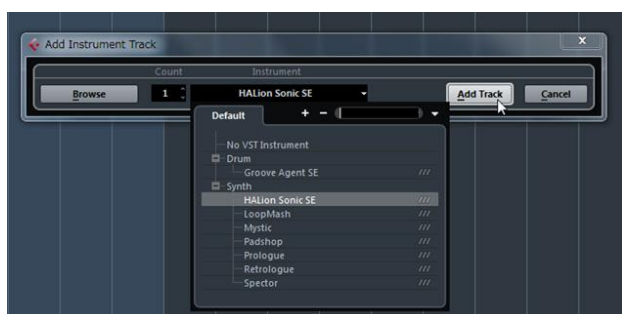 Add Instrument Track
x
Count Instrument
Browse 1 HALion Sonic SE Add Track Cancel
Default + -
No VST Instrument
Drum
Groove Agent SE ///
Synth
HALion Sonic SE ///
LoopMash ///
Mystic ///
Padshop ///
Prologue ///
Retrologue ///
Spector ///